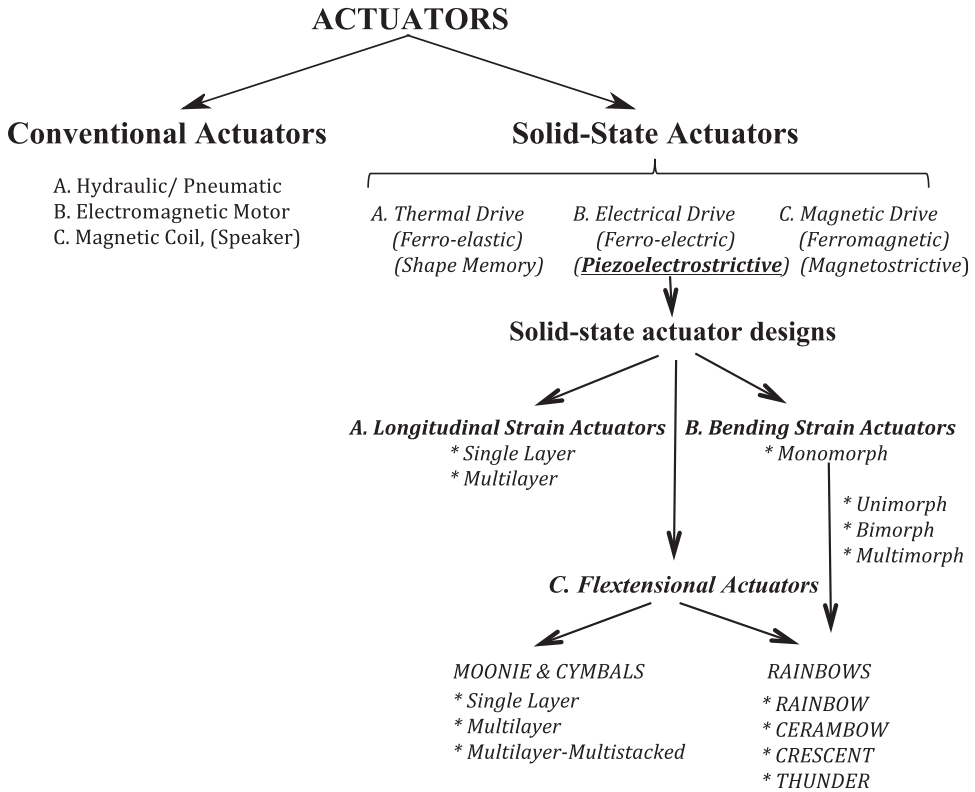 ACTUATORS
Conventional Actuators
A. Hydraulic/ Pneumatic
B. Electromagnetic Motor
C. Magnetic Coil, (Speaker)
Solid-State Actuators
A. Thermal Drive
(Ferro-elastic)
(Shape Memory)
B. Electrical Drive
(Ferro-electric)
(Piezoelectrostrictive)
C. Magnetic Drive
(Ferromagnetic)
(Magnetostrictive)
Solid-state actuator designs
A. Longitudinal Strain Actuators
* Single Layer
* Multilayer
B. Bending Strain Actuators
* Monomorph
* Unimorph
* Bimorph
* Multimorph
C. Flextensional Actuators
MOONIE & CYMBALS
* Single Layer
* Multilayer
* Multilayer-Multistacked
RAINBOWS
* RAINBOW
* CERAMBOW
* CRESCENT
* THUNDER